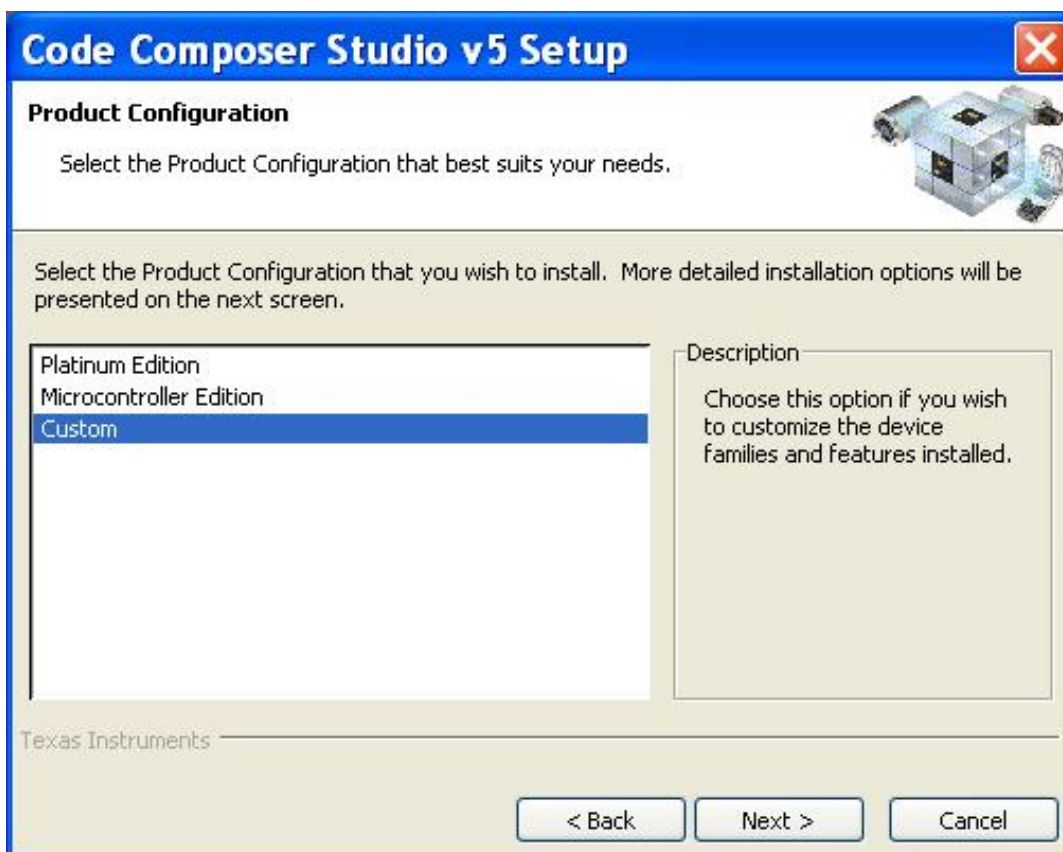 Code Composer Studio v5 Setup
Product Configuration
Select the Product Configuration that best suits your needs.
Select the Product Configuration that you wish to install.  More detailed installation options will be
presented on the next screen.
Platinum Edition
Microcontroller Edition
Custom
Description
Choose this option if you wish
to customize the device
families and features installed.
Texas Instruments
< Back
Next >
Cancel